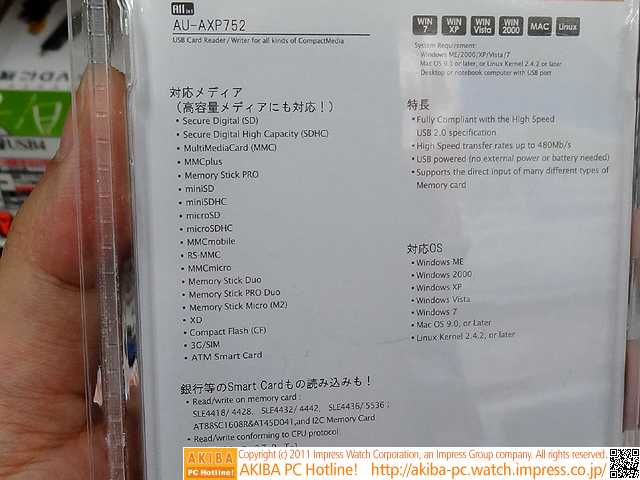 All in 1
AU-AXP752
USB Card Reader/ Writer for all kinds of CompactMedia
WIN 7
WIN XP
WIN Vista
WIN 2000
MAC
Linux
System Requirement:
- Windows ME/2000/XP/Vista/7
Mac OS 9.1 or later, or Linux Kernel 2.4.2 or later
- Desktop or notebook computer with USB port
対応メディア
(高容量メディアにも対応!)
• Secure Digital (SD)
• Secure Digital High Capacity (SDHC)
• MultiMediaCard (MMC)
• MMCplus
• Memory Stick PRO
• miniSD
• miniSDHC
• microSD
• microSDHC
• MMCmobile
• RS-MMC
• MMCmicro
• Memory Stick Duo
• Memory Stick PRO Duo
• Memory Stick Micro (M2)
• XD
• Compact Flash (CF)
• 3G/SIM
• ATM Smart Card
特長
• Fully Compliant with the High Speed
USB 2.0 specification
• High Speed transfer rates up to 480Mb/s
• USB powered (no external power or battery needed)
• Supports the direct input of many different types of
Memory card
対応OS
• Windows ME
• Windows 2000
• Windows XP
• Windows Vista
• Windows 7
• Mac OS 9.0, or Later
• Linux Kernel 2.4.2, or later
銀行等のSmart Cardもの読み込みも!
• Read/write on memory card :
SLE4418/ 4428, SLE4432/ 4442, SLE4436/ 5536 ;
AT88SC1608R&AT45D041,and I2C Memory Card
• Read/write conforming to CPU protocol:
USB4
AKIBA
PC Hotline!
Copyright (c) 2011 Impress Watch Corporation, an Impress Group company. All rights reserved.
AKIBA PC Hotline! http://akiba-pc.watch.impress.co.jp/